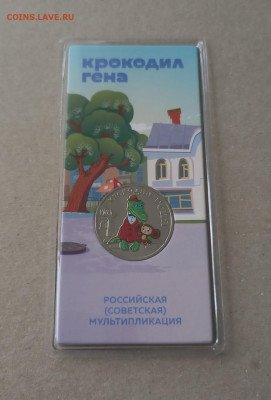 COINS.LAVE.RU
крокодил
гена
РОССИЙСКАЯ
(СОВЕТСКАЯ)
МУЛЬТИПЛИКАЦИЯ